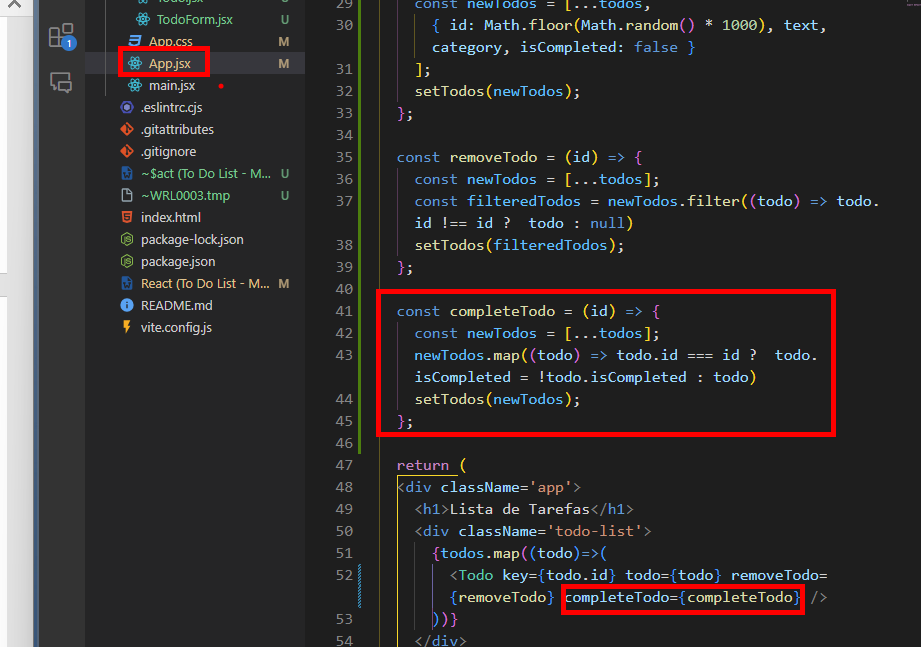 TodoForm.jsx U
App.css M
App.jsx M
main.jsx
.eslintrc.cjs
.gitattributes
.gitignore
~$act (To Do List - M... U
~WRL0003.tmp U
index.html
package-lock.json
package.json
React (To Do List - M... M
README.md
vite.config.js
1
29 const newTodos = [...todos,
30 { id: Math.floor(Math.random() * 1000), text,
category, isCompleted: false }
31 ];
32 setTodos(newTodos);
33 };
34
35 const removeTodo = (id) => {
36 const newTodos = [...todos];
37 const filteredTodos = newTodos.filter((todo) => todo.
id !== id ?  todo : null)
38 setTodos(filteredTodos);
39 };
40
41 const completeTodo = (id) => {
42 const newTodos = [...todos];
43 newTodos.map((todo) => todo.id === id ?  todo.
isCompleted = !todo.isCompleted : todo)
44 setTodos(newTodos);
45 };
46
47 return (
48 <div className='app'>
49 <h1>Lista de Tarefas</h1>
50 <div className='todo-list'>
51 {todos.map((todo)=>(
52 <Todo key={todo.id} todo={todo} removeTodo=
{removeTodo} completeTodo={completeTodo} />
53 ))}
54 </div>